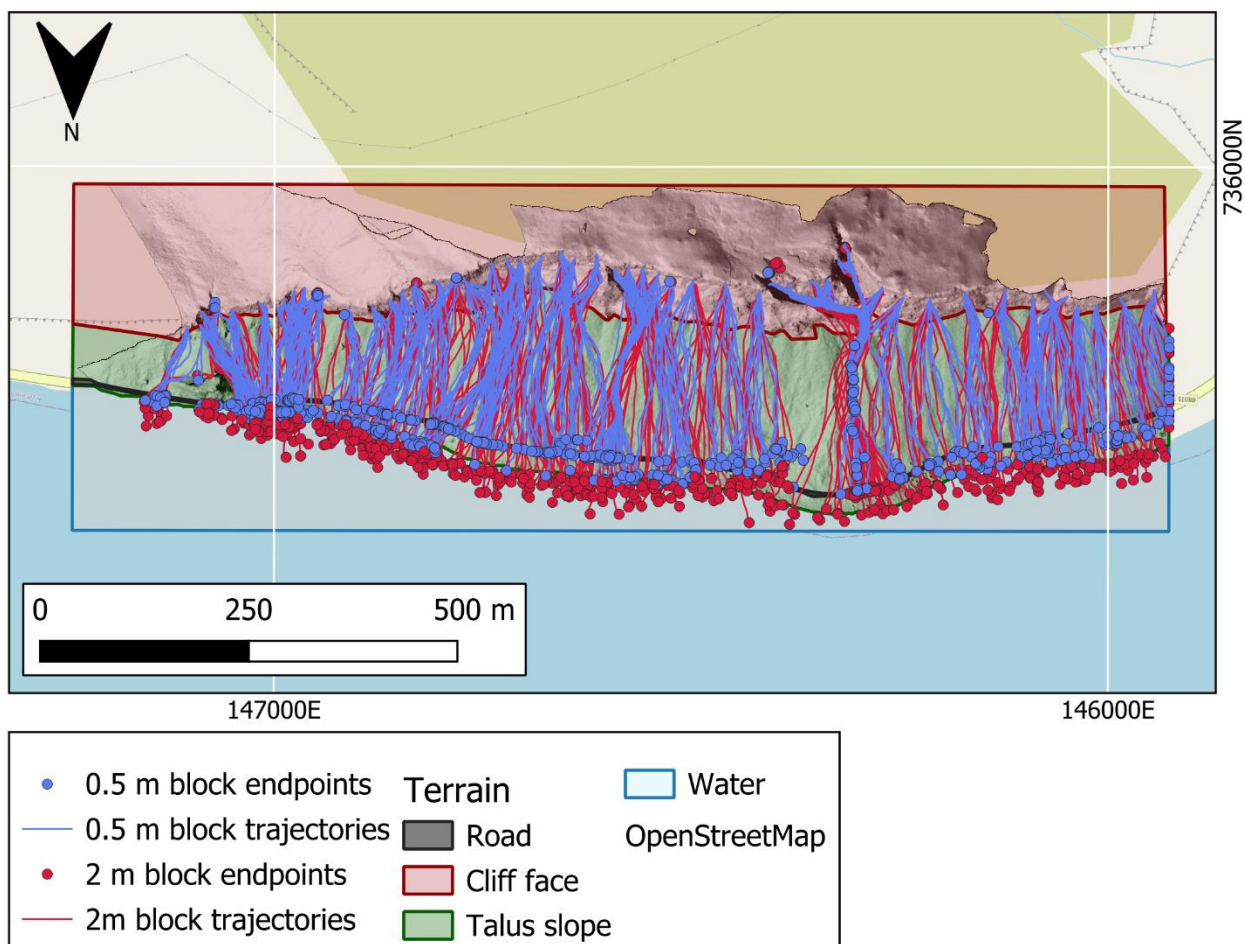 N
736000N
0 250 500 m
147000E 146000E
0.5 m block endpoints
0.5 m block trajectories
2 m block endpoints
2m block trajectories
Terrain
Road
Cliff face
Talus slope
Water
OpenStreetMap